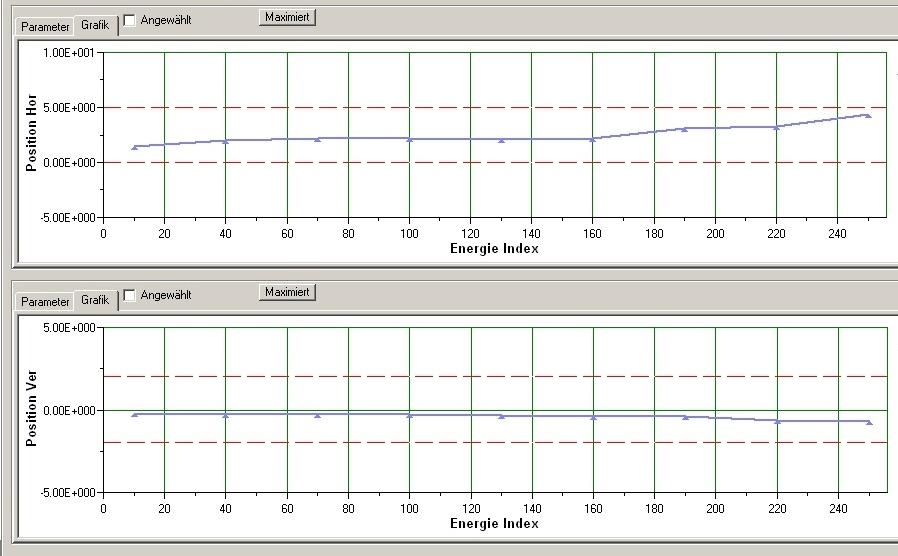 Parameter Grafik Angewählt Maximiert
1.00E+001
5.00E+000
0.00E+000
-5.00E+000
Position Hor
0 20 40 60 80 100 120 140 160 180 200 220 240
Energie Index
Parameter Grafik Angewählt Maximiert
5.00E+000
0.00E+000
-5.00E+000
Position Ver
0 20 40 60 80 100 120 140 160 180 200 220 240
Energie Index